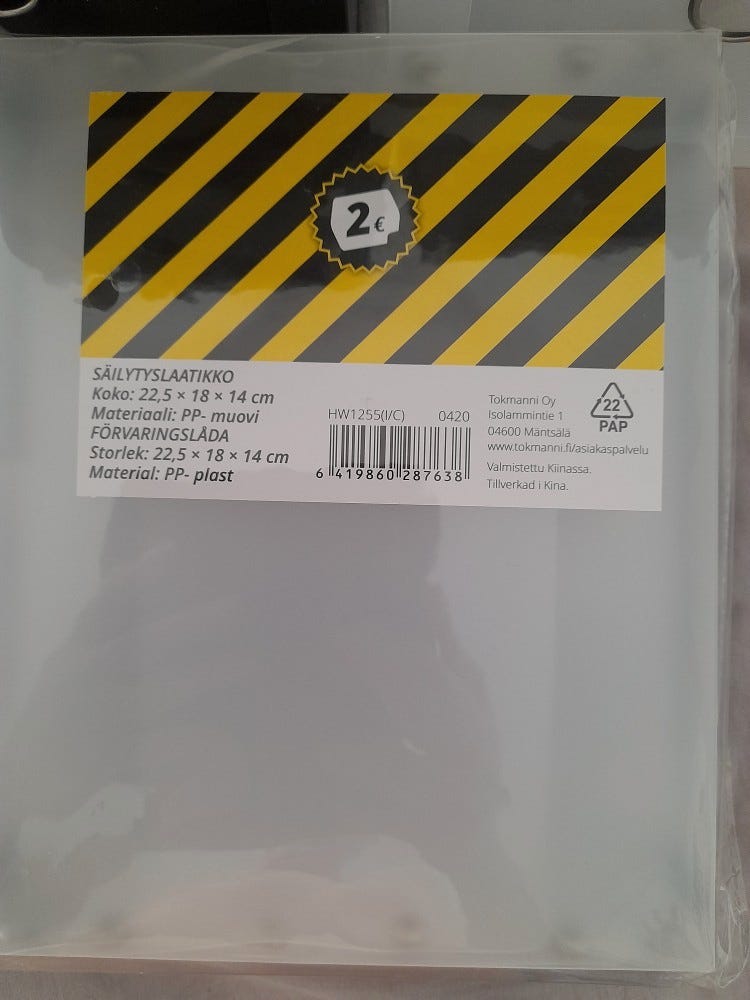 2 €
SÄILYTYSLAATIKKO
Koko: 22,5 × 18 × 14 cm
Materiaali: PP- muovi
FÖRVARINGSLÅDA
Storlek: 22,5 × 18 × 14 cm
Material: PP- plast
HW1255(I/C) 0420
6 419860 287638
Tokmanni Oy
Isolammintie 1
04600 Mäntsälä
www.tokmanni.fi/asiakaspalvelu
Valmistettu Kiinassa.
Tillverkad i Kina.
22
PAP